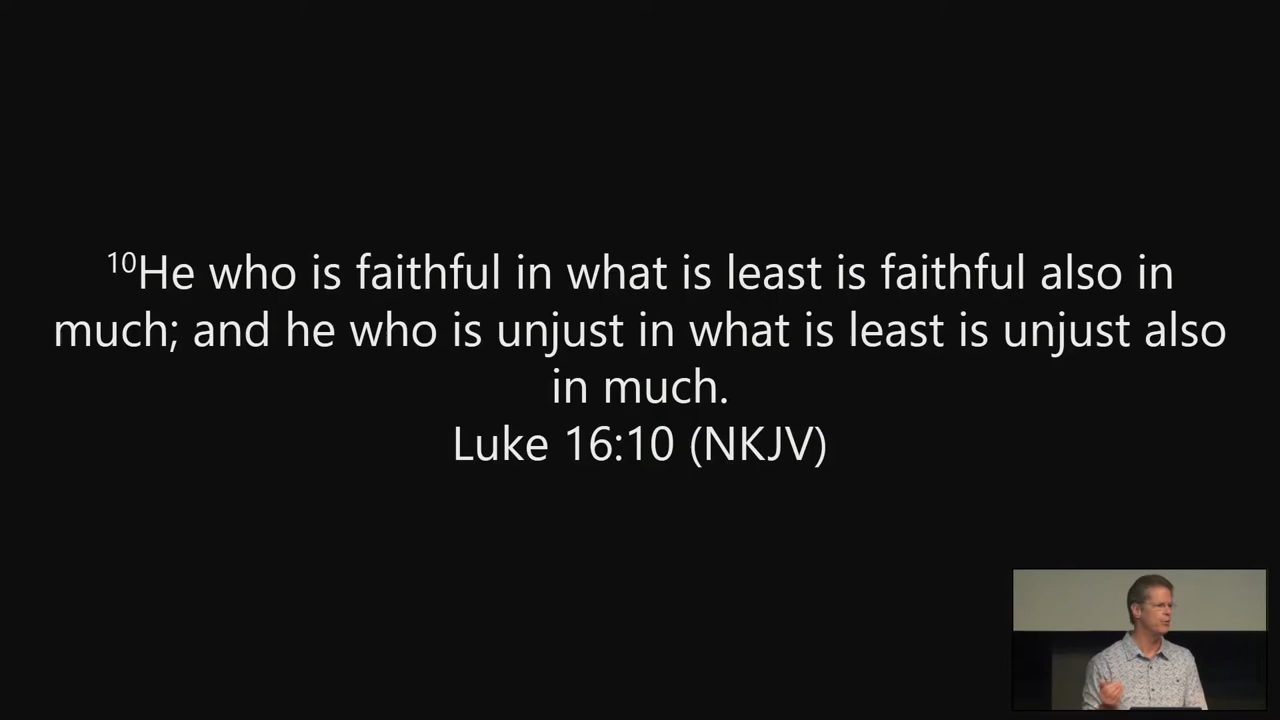 ¹⁰He who is faithful in what is least is faithful also in
much; and he who is unjust in what is least is unjust also
in much.
Luke 16:10 (NKJV)